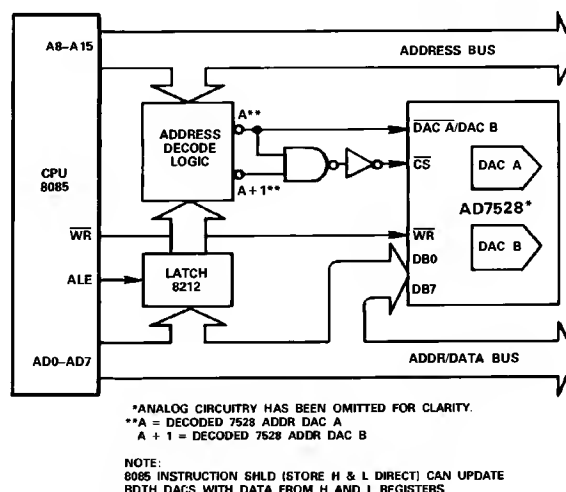 A8–A15
ADDRESS BUS
A**
ADDRESS
DECODE
LOGIC
A + 1**
DAC A/DAC B
CS
DAC A
CPU
8085
AD7528*
WR
WR
DAC B
DB0
DB7
ALE
LATCH
8212
AD0–AD7
ADDR/DATA BUS
*ANALOG CIRCUITRY HAS BEEN OMITTED FOR CLARITY.
**A = DECODED 7528 ADDR DAC A
A + 1 = DECODED 7528 ADDR DAC B
NOTE:
8085 INSTRUCTION SHLD (STORE H & L DIRECT) CAN UPDATE
BOTH DACS WITH DATA FROM H AND L REGISTERS